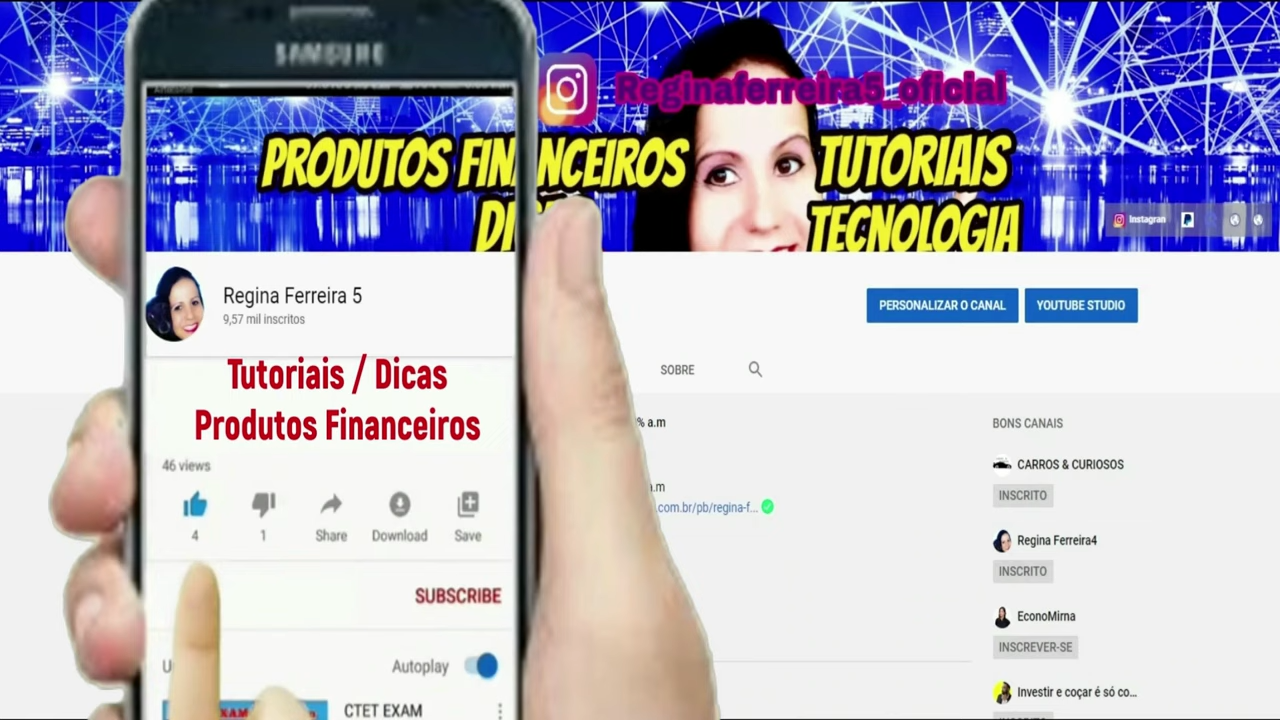 SAMSUNG
Reginaferreira5_oficial
PRODUTOS FINANCEIROS
TUTORIAIS
TECNOLOGIA
Instagran
Regina Ferreira 5
9,57 mil inscritos
PERSONALIZAR O CANAL
YOUTUBE STUDIO
Tutoriais / Dicas
Produtos Financeiros
SOBRE
% a.m
a.m
com.br/pb/regina-f...
46 views
4
1
Share
Download
Save
SUBSCRIBE
Autoplay
CTET EXAM
BONS CANAIS
CARROS & CURIOSOS
INSCRITO
Regina Ferreira4
INSCRITO
EconoMirna
INSCREVER-SE
Investir e coçar é só co...